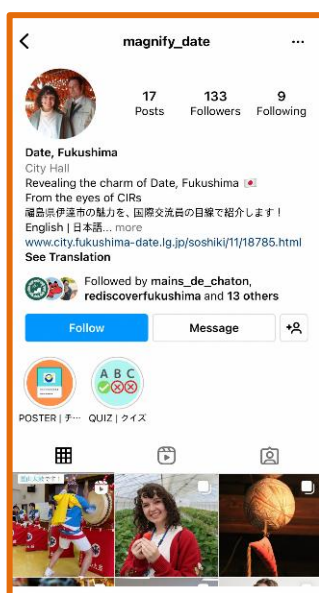 magnify_date
17
133
9
Posts
Followers
Following
Date, Fukushima
City Hall
Revealing the charm of Date, Fukushima 🇯🇵
From the eyes of CIRs
福島県伊達市の魅力を、国際交流員の目線で紹介します！
English | 日本語... more
www.city.fukushima-date.lg.jp/soshiki/11/18785.html
See Translation
Followed by mains_de_chaton,
rediscoverfukushima and 13 others
Follow
Message
A B C
POSTER | チ…
QUIZ | クイズ